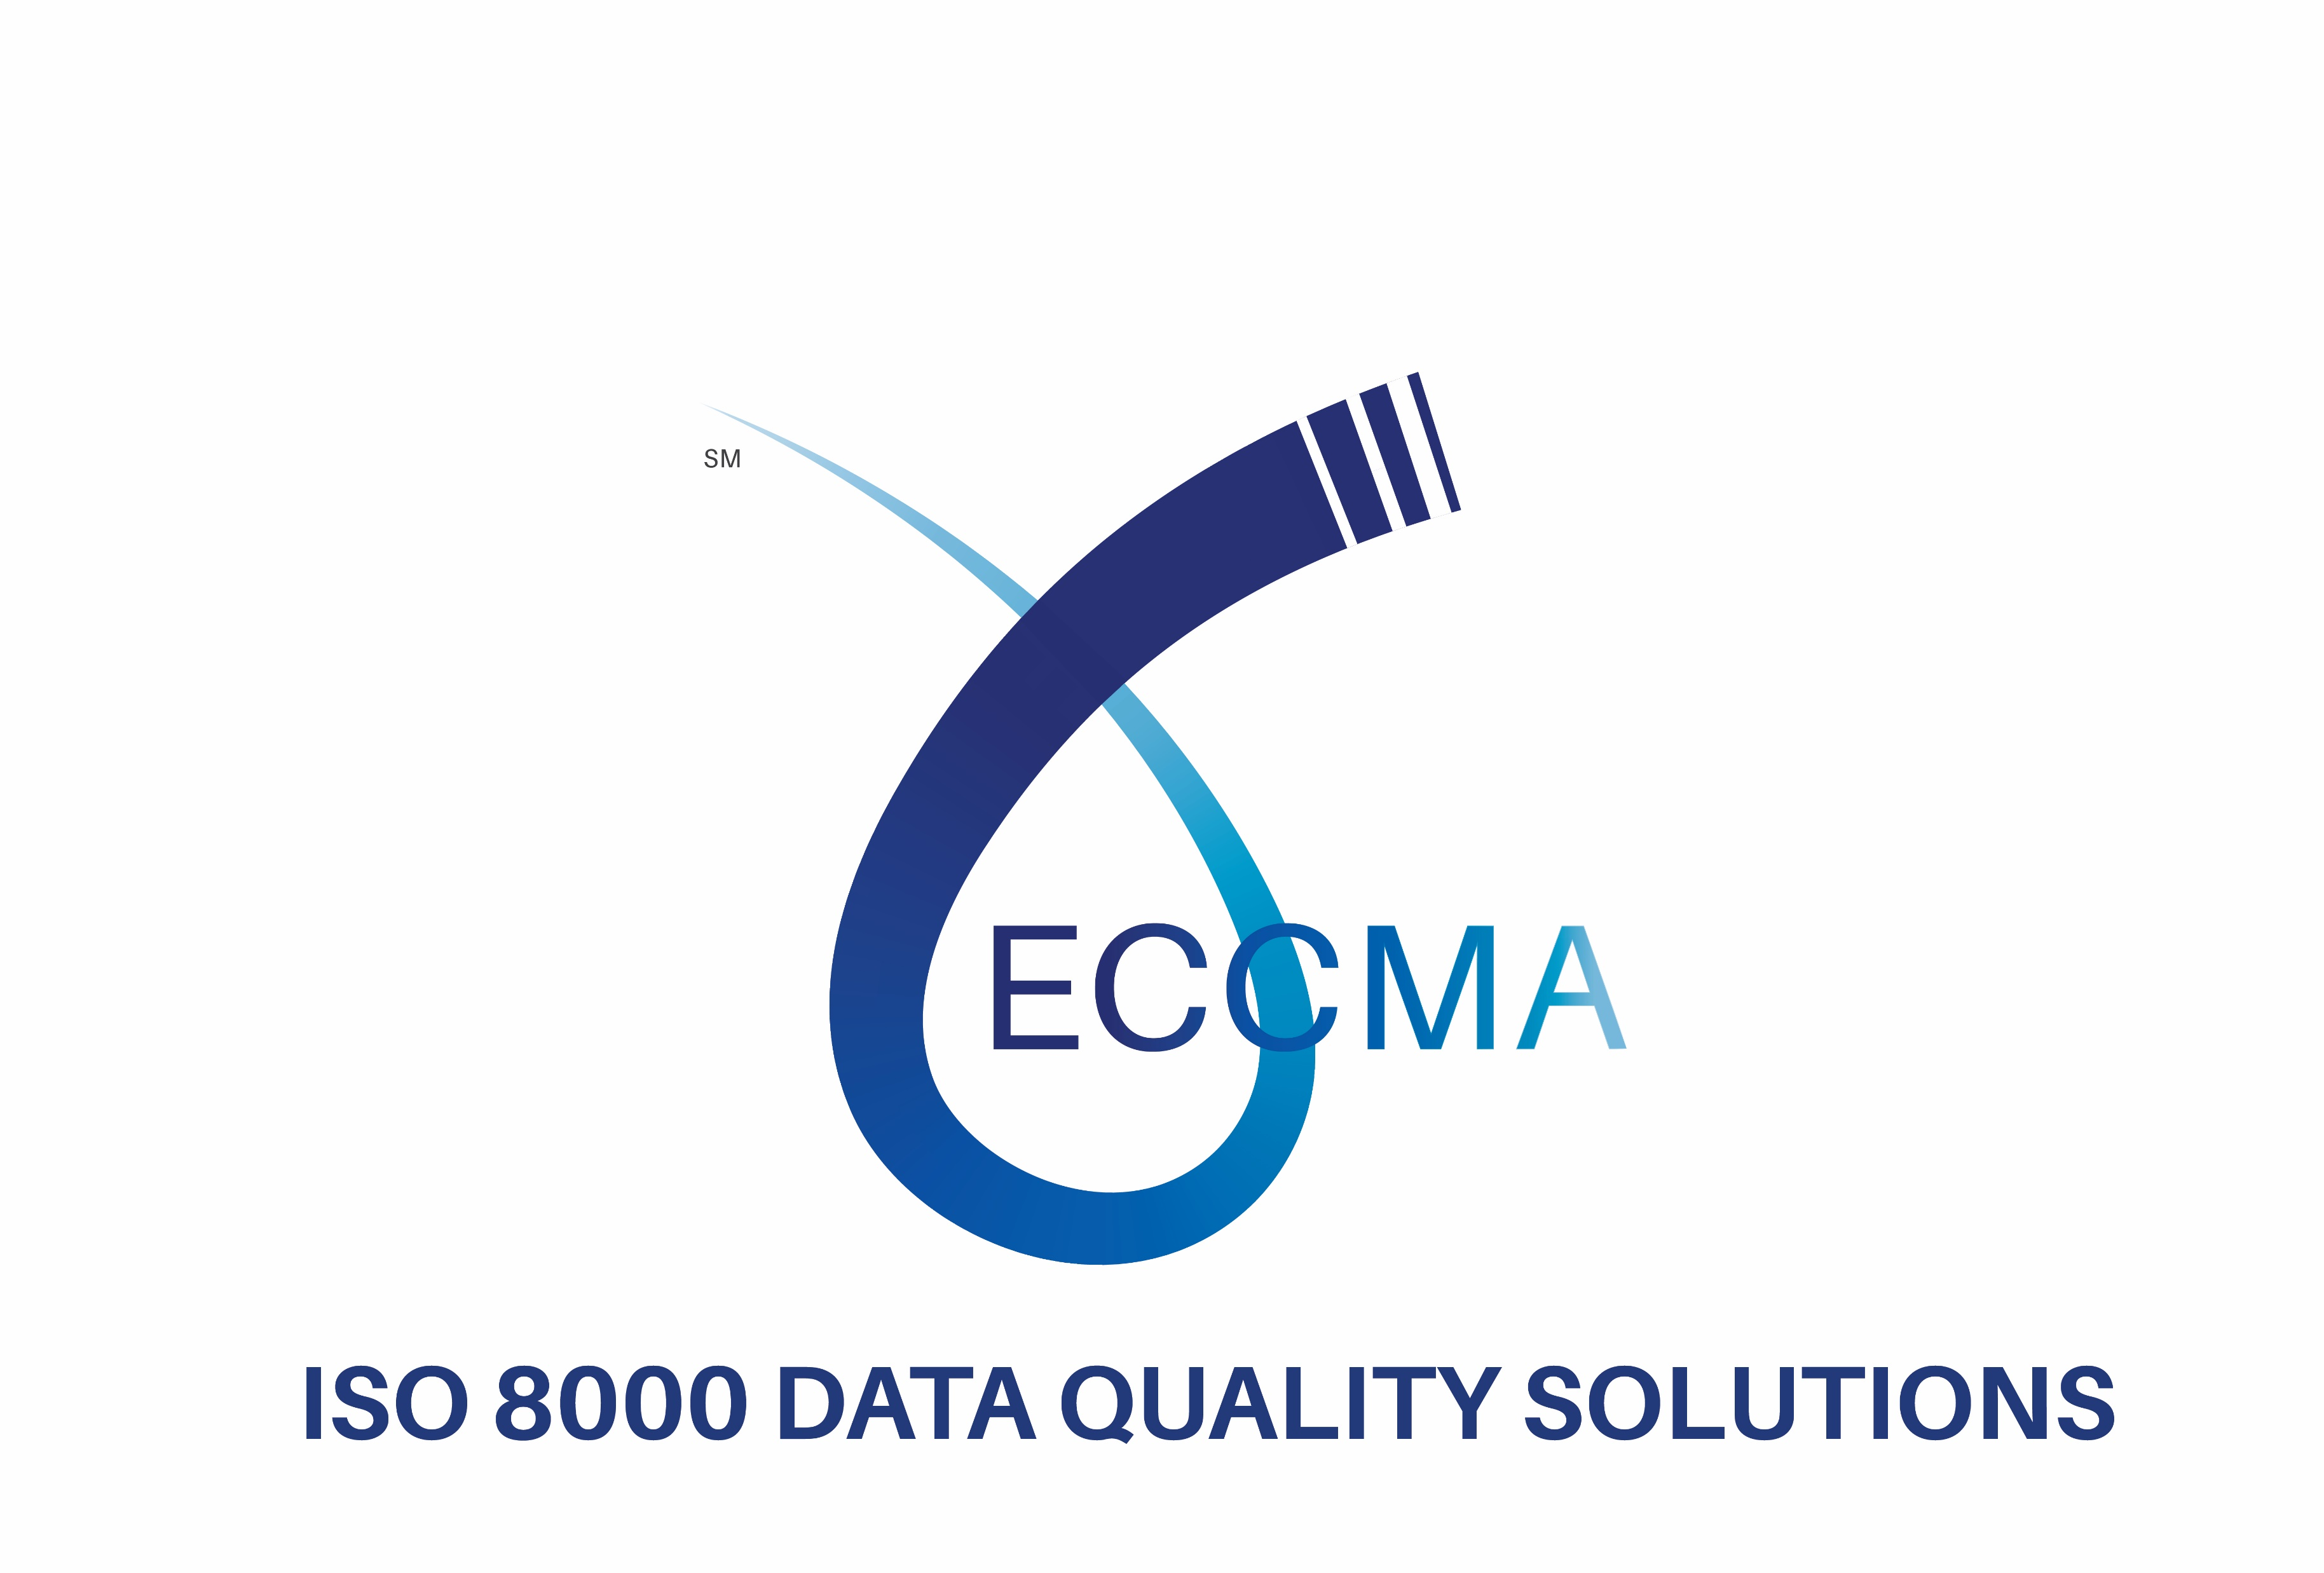 SM
ECCMA
ISO 8000 DATA QUALITY SOLUTIONS